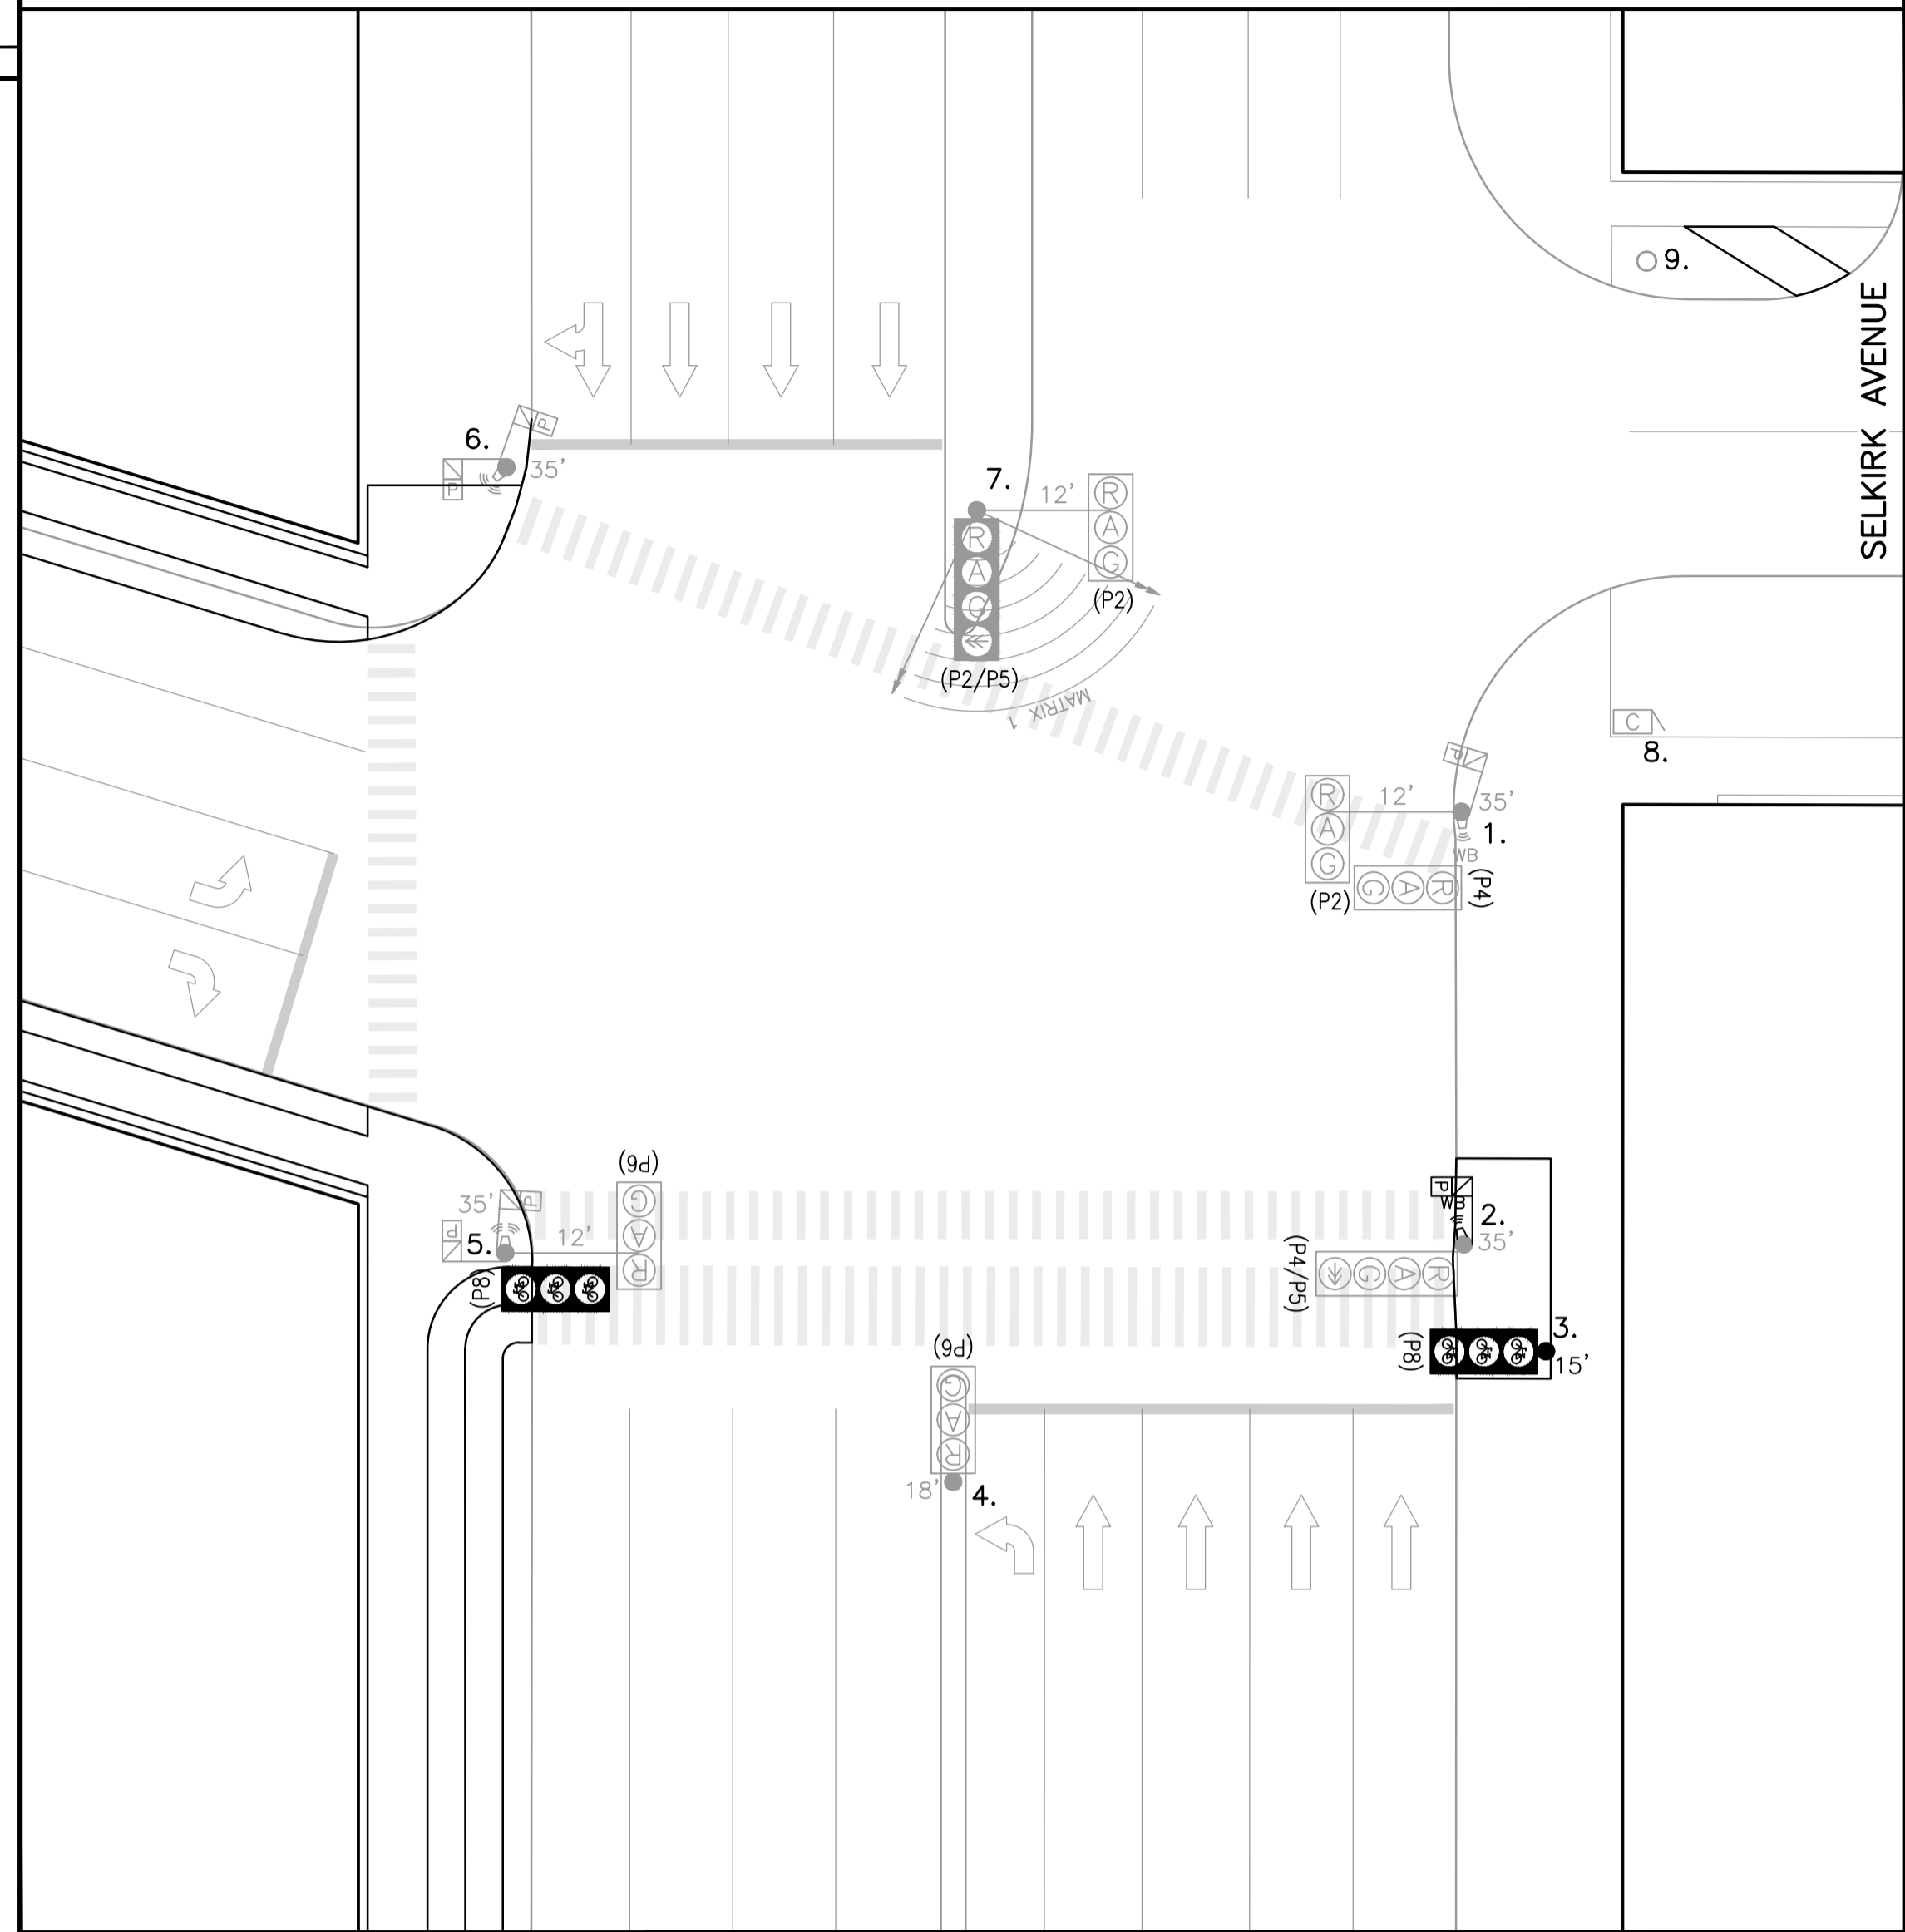 9.
SELKIRK AVENUE
6.
P
P
35'
7.
12'
R
A
G
(P2)
R
A
G
(P2/P5)
MATRIX 1
C
8.
P
35'
12'
1.
WB
R
A
G
(P2)
R
A
G
(P4)
(P6)
G
A
R
35'
P
P
5.
12'
(P8)
P
WB
2.
35'
(P4/P5)
R
A
G
(P8)
3.
15'
(P6)
G
A
R
18'
4.